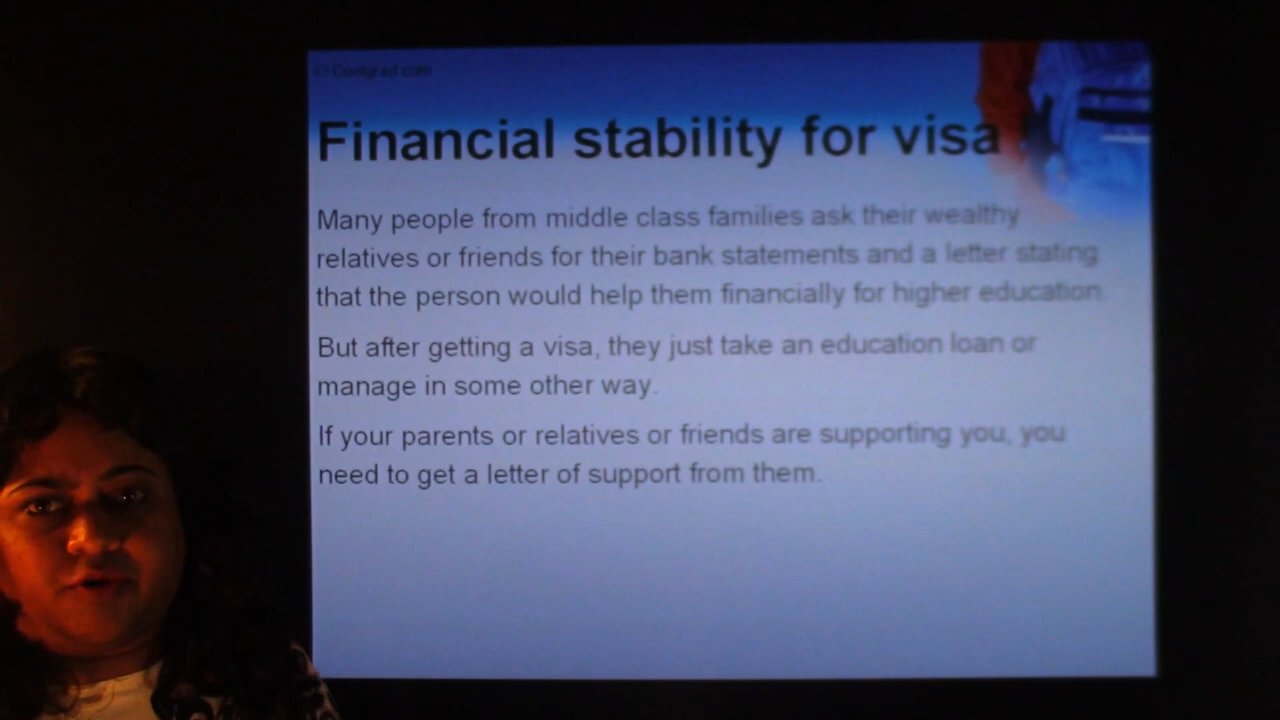 © Coolgrad.com
Financial stability for visa
Many people from middle class families ask their wealthy
relatives or friends for their bank statements and a letter stating
that the person would help them financially for higher education.
But after getting a visa, they just take an education loan or
manage in some other way.
If your parents or relatives or friends are supporting you, you
need to get a letter of support from them.